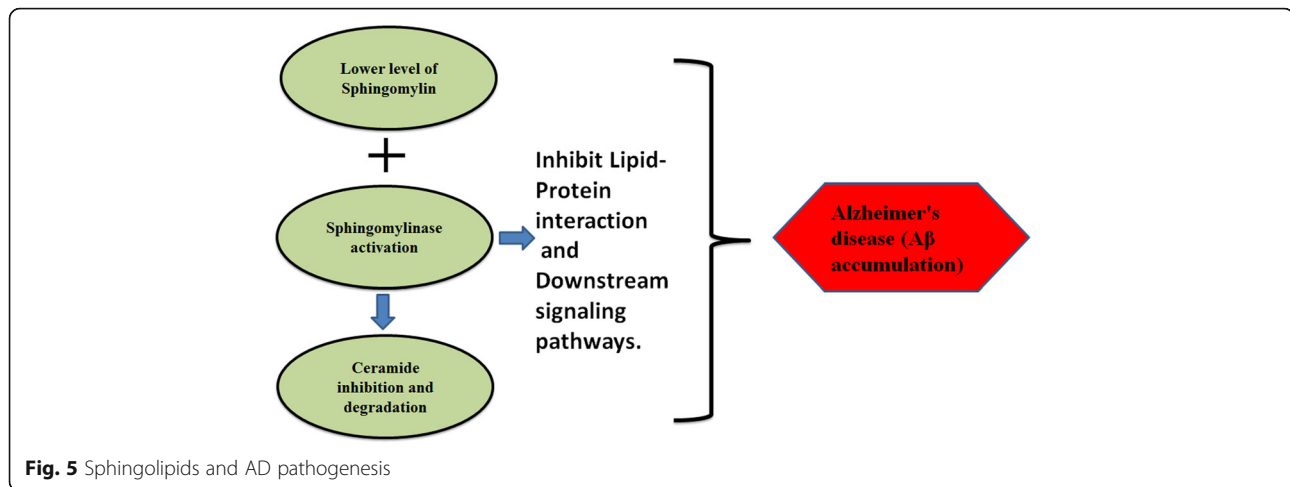 Lower level of
Sphingomylin
+
Sphingomylinase
activation
Ceramide
inhibition and
degradation
Inhibit Lipid-
Protein
interaction
and
Downstream
signaling
pathways.
Alzheimer's
disease (Aβ
accumulation)
Fig. 5 Sphingolipids and AD pathogenesis